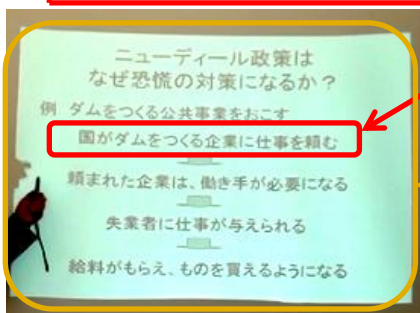 ニューディール政策は
なぜ恐慌の対策になるか？
例 ダムをつくる公共事業をおこす
国がダムをつくる企業に仕事を頼む
頼まれた企業は、働き手が必要になる
失業者に仕事が与えられる
給料がもらえ、ものを買えるようになる